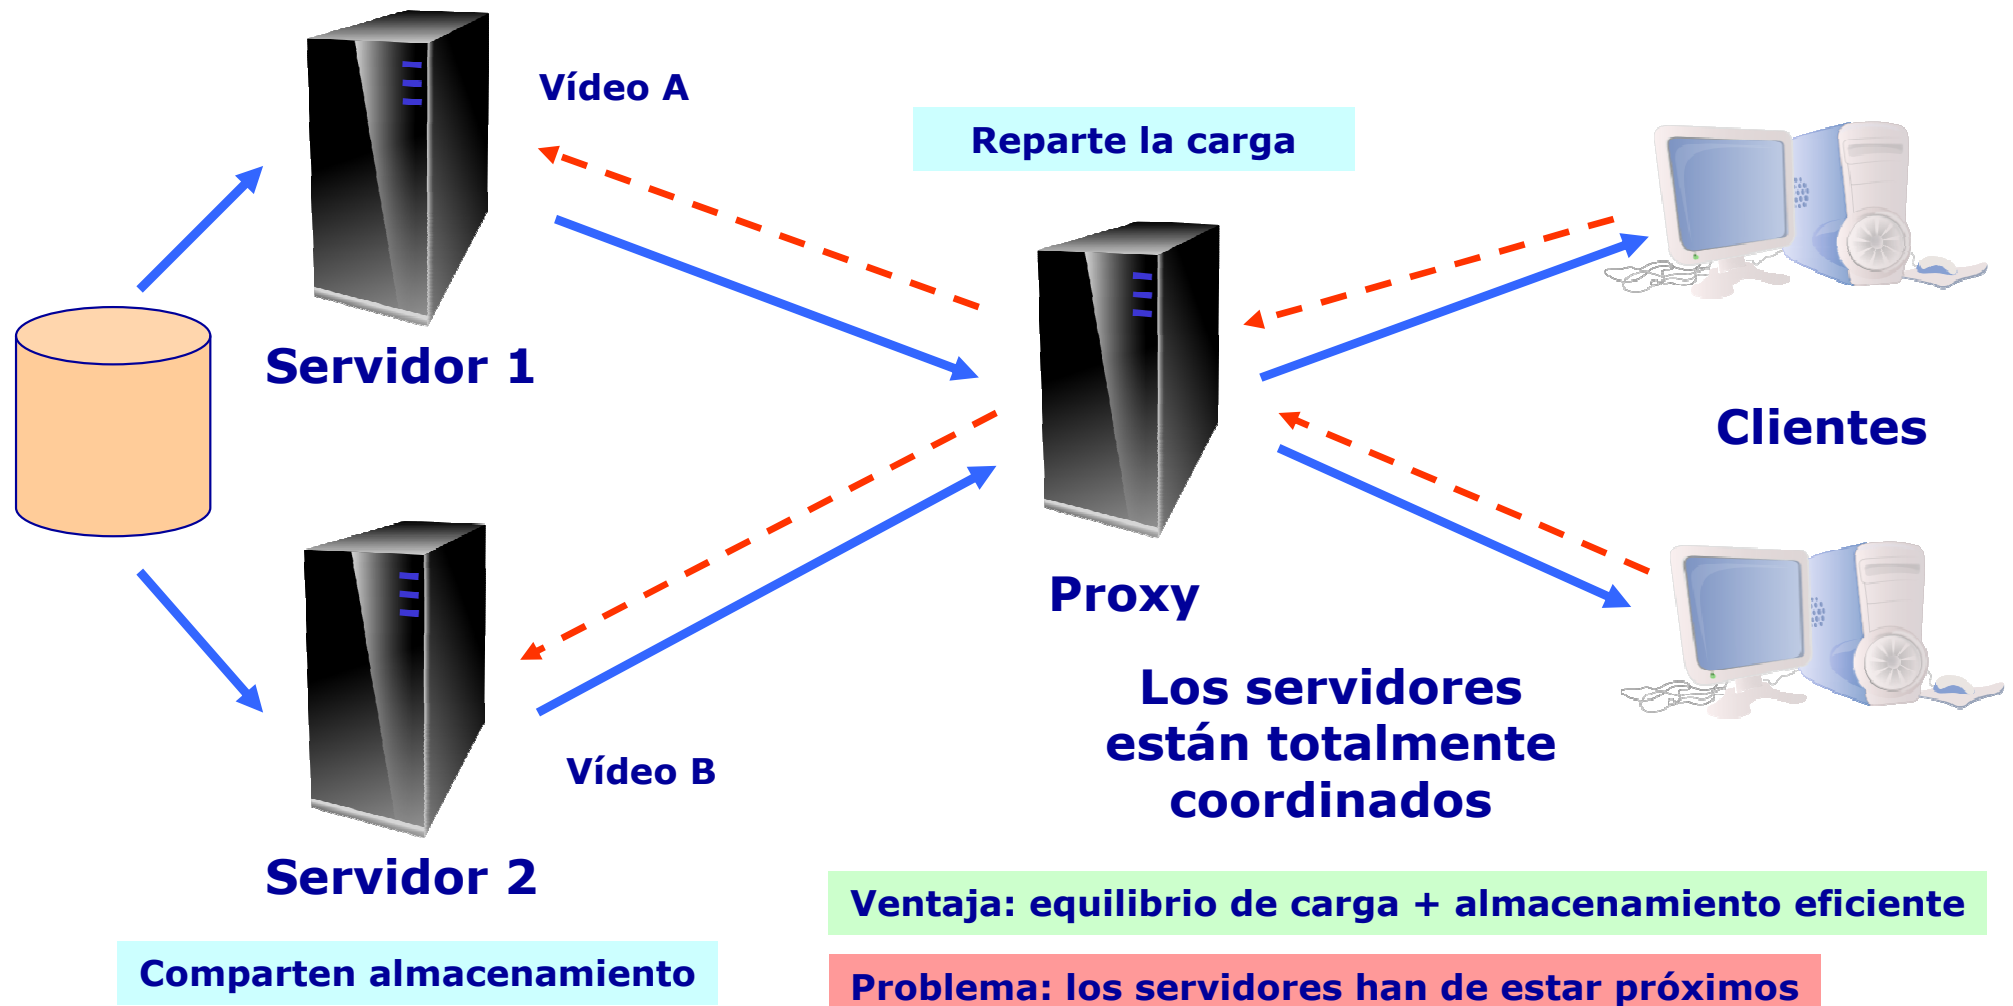 Vídeo A
Reparte la carga
Servidor 1
Clientes
Proxy
Los servidores
están totalmente
coordinados
Vídeo B
Servidor 2
Ventaja: equilibrio de carga + almacenamiento eficiente
Comparten almacenamiento
Problema: los servidores han de estar próximos